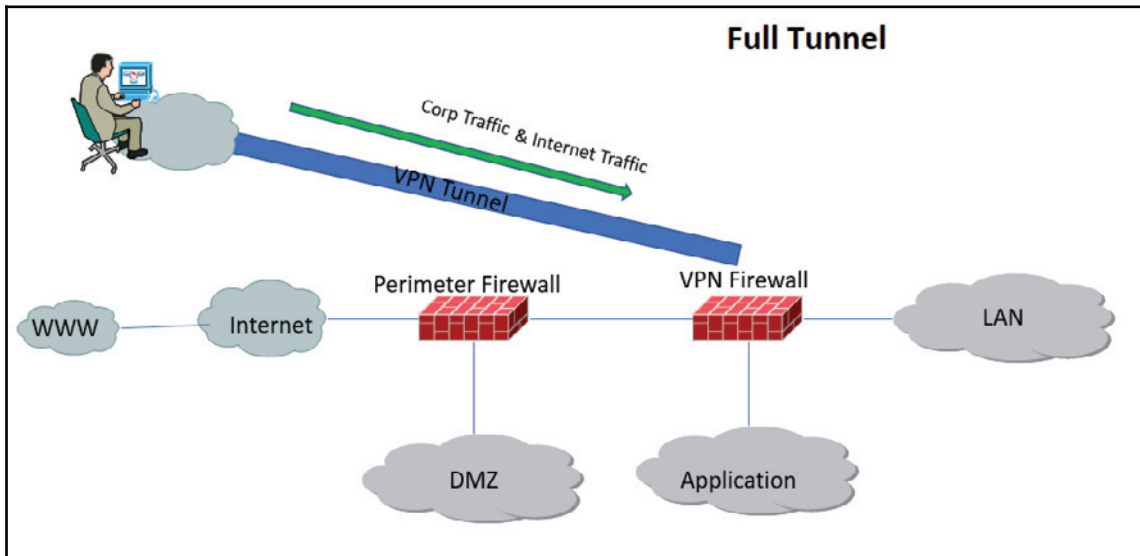 Full Tunnel
Corp Traffic & Internet Traffic
VPN Tunnel
Perimeter Firewall
VPN Firewall
WWW
Internet
LAN
DMZ
Application